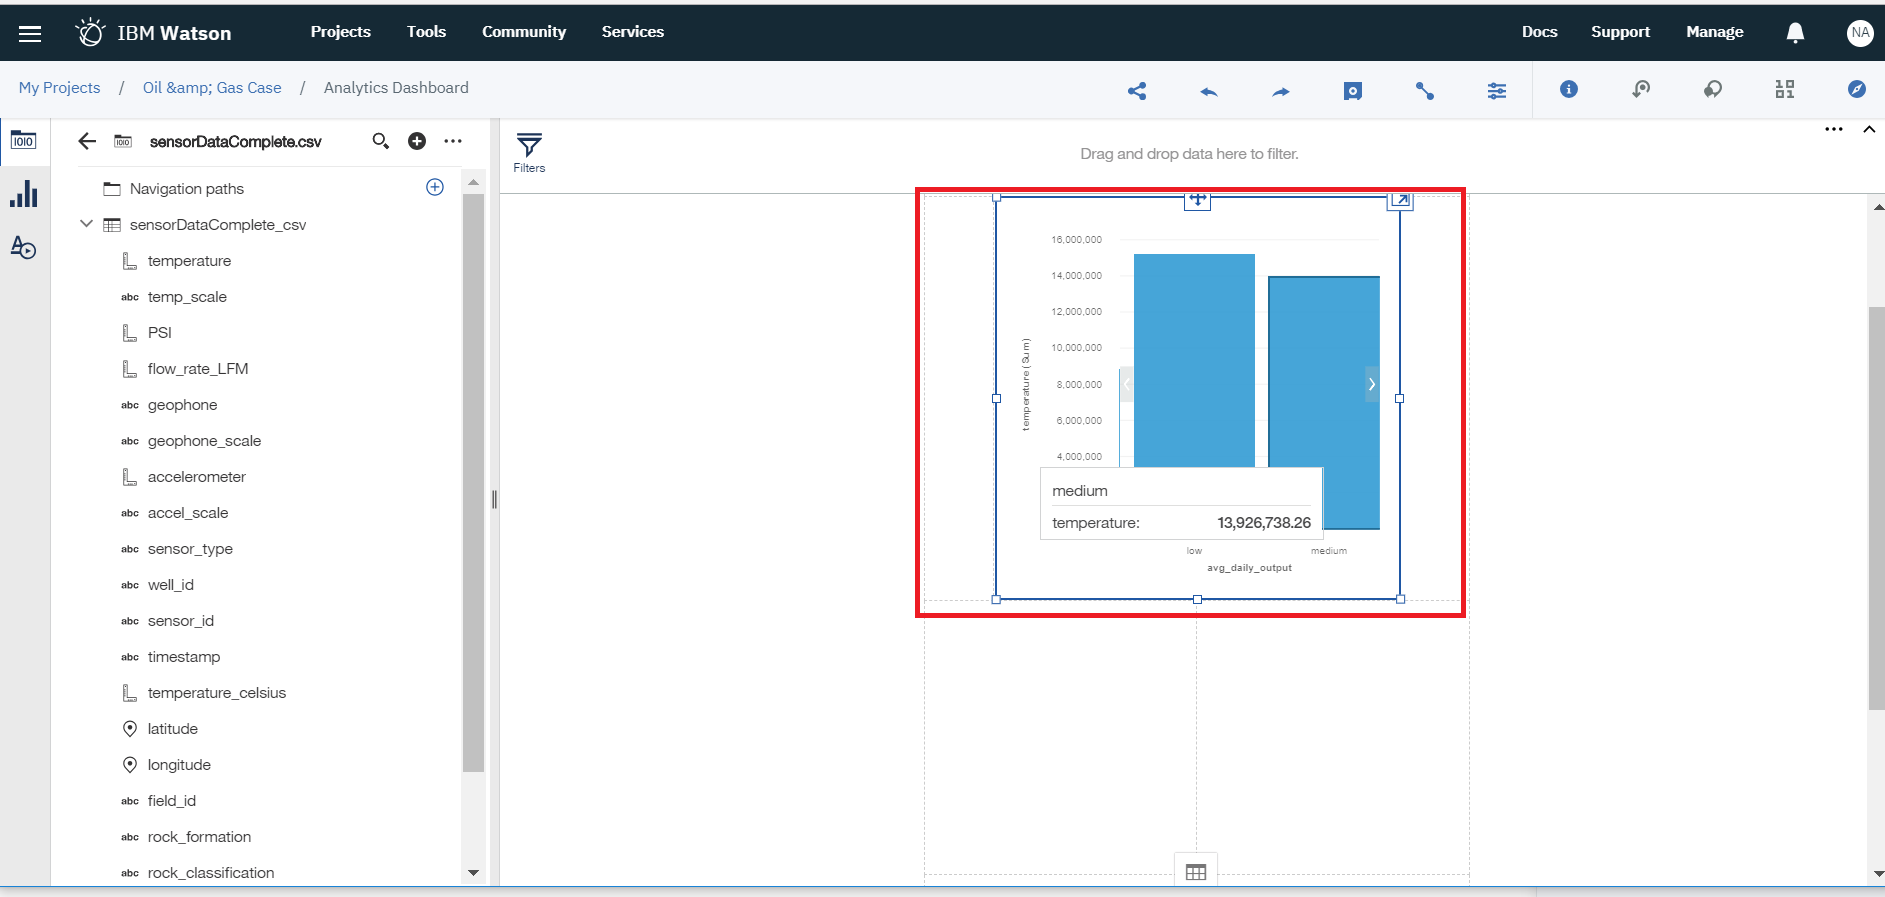 IBM Watson Projects Tools Community Services Docs Support Manage NA
My Projects / Oil &amp; Gas Case / Analytics Dashboard
sensorDataComplete.csv
Filters
Drag and drop data here to filter.
Navigation paths
sensorDataComplete_csv
temperature
abc temp_scale
PSI
flow_rate_LFM
abc geophone
abc geophone_scale
accelerometer
abc accel_scale
abc sensor_type
abc well_id
abc sensor_id
abc timestamp
temperature_celsius
latitude
longitude
abc field_id
abc rock_formation
abc rock_classification
temperature (Sum)
16,000,000
14,000,000
12,000,000
10,000,000
8,000,000
6,000,000
4,000,000
medium
temperature: 13,926,738.26
low medium
avg_daily_output